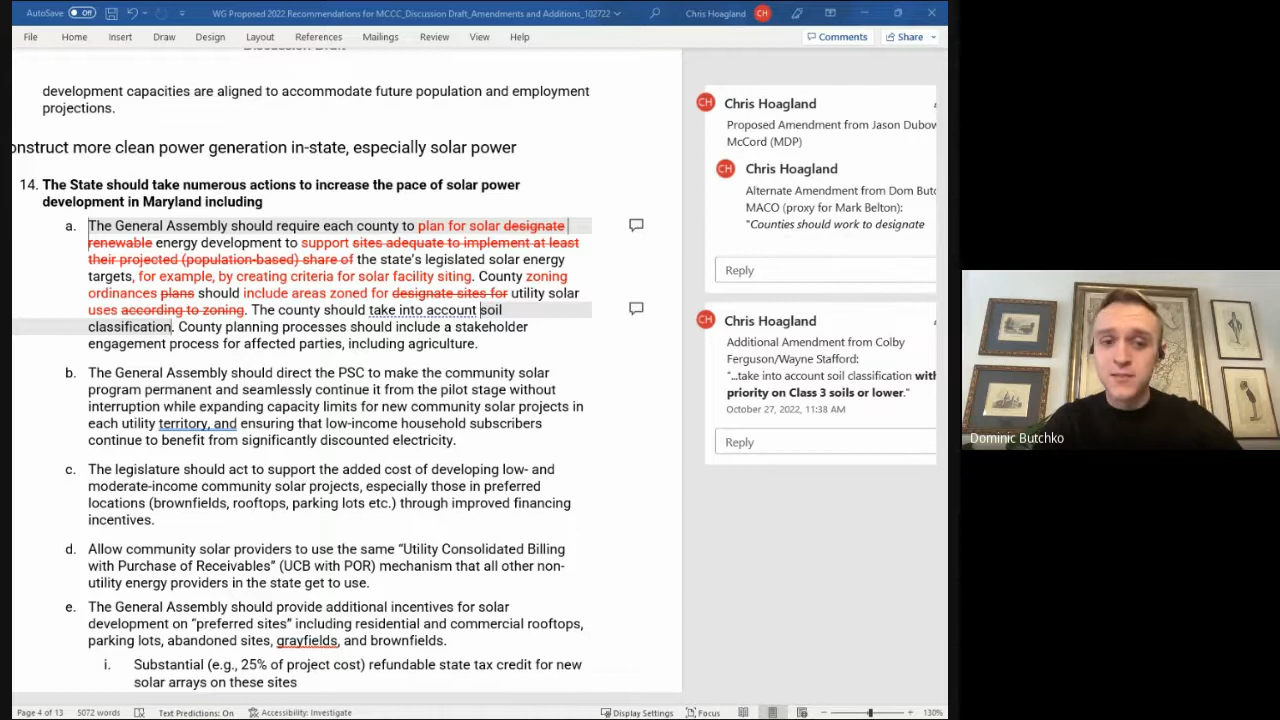 AutoSave Off
WG Proposed 2022 Recommendations for MCCC_Discussion Draft_Amendments and Additions_102722
Chris Hoagland CH
File Home Insert Draw Design Layout References Mailings Review View Help Comments Share
Discussion Draft
development capacities are aligned to accommodate future population and employment
projections.
onstruct more clean power generation in-state, especially solar power
14. The State should take numerous actions to increase the pace of solar power
development in Maryland including
a. The General Assembly should require each county to plan for solar designate
renewable energy development to support sites adequate to implement at least
their projected (population-based) share of the state's legislated solar energy
targets, for example, by creating criteria for solar facility siting. County zoning
ordinances plans should include areas zoned for designate sites for utility solar
uses according to zoning. The county should take into account soil
classification. County planning processes should include a stakeholder
engagement process for affected parties, including agriculture.
b. The General Assembly should direct the PSC to make the community solar
program permanent and seamlessly continue it from the pilot stage without
interruption while expanding capacity limits for new community solar projects in
each utility territory, and ensuring that low-income household subscribers
continue to benefit from significantly discounted electricity.
c. The legislature should act to support the added cost of developing low- and
moderate-income community solar projects, especially those in preferred
locations (brownfields, rooftops, parking lots etc.) through improved financing
incentives.
d. Allow community solar providers to use the same “Utility Consolidated Billing
with Purchase of Receivables” (UCB with POR) mechanism that all other non-
utility energy providers in the state get to use.
e. The General Assembly should provide additional incentives for solar
development on “preferred sites” including residential and commercial rooftops,
parking lots, abandoned sites, grayfields, and brownfields.
i. Substantial (e.g., 25% of project cost) refundable state tax credit for new
solar arrays on these sites
CH Chris Hoagland
Proposed Amendment from Jason Dubow
McCord (MDP)
CH Chris Hoagland
Alternate Amendment from Dom Butc
MACO (proxy for Mark Belton):
"Counties should work to designate
Reply
CH Chris Hoagland
Additional Amendment from Colby
Ferguson/Wayne Stafford:
"...take into account soil classification with
priority on Class 3 soils or lower."
October 27, 2022, 11:38 AM
Reply
Dominic Butchko
Page 4 of 13 5072 words Text Predictions: On Accessibility: Investigate Display Settings Focus 130%